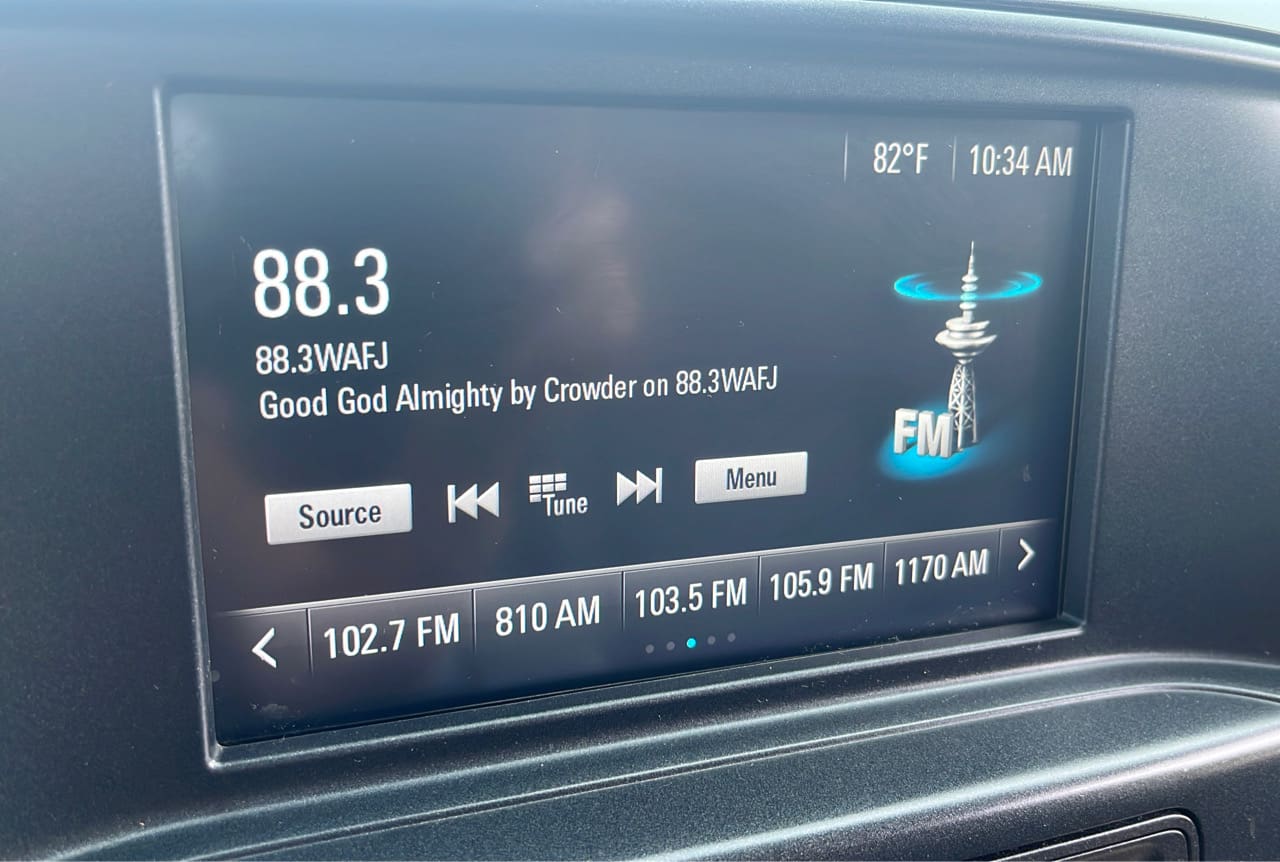 82°F 10:34 AM
88.3
88.3WAFJ
Good God Almighty by Crowder on 88.3WAFJ
FM
Source Tune Menu
102.7 FM 810 AM 103.5 FM 105.9 FM 1170 AM